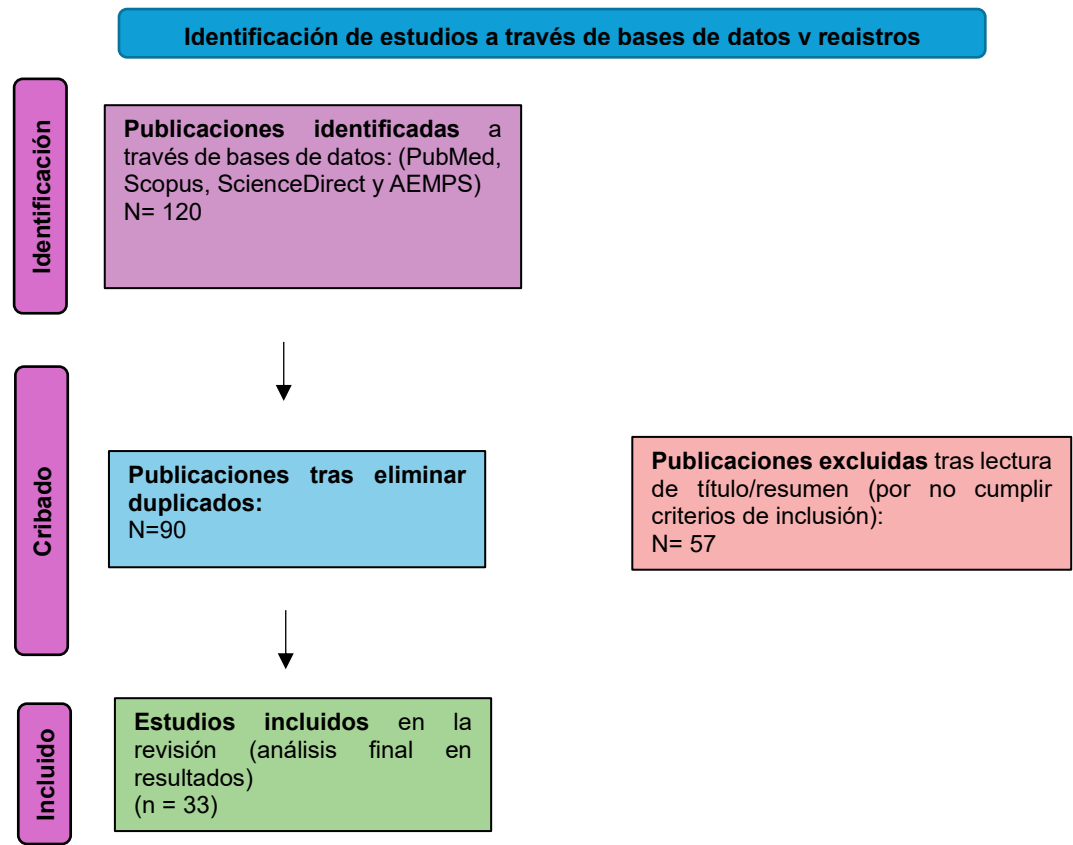 Identificación de estudios a través de bases de datos y registros
Identificación
Publicaciones identificadas a
través de bases de datos: (PubMed,
Scopus, ScienceDirect y AEMPS)
N= 120
Cribado
Publicaciones tras eliminar
duplicados:
N=90
Publicaciones excluidas tras lectura
de título/resumen (por no cumplir
criterios de inclusión):
N= 57
Incluido
Estudios incluidos en la
revisión (análisis final en
resultados)
(n = 33)